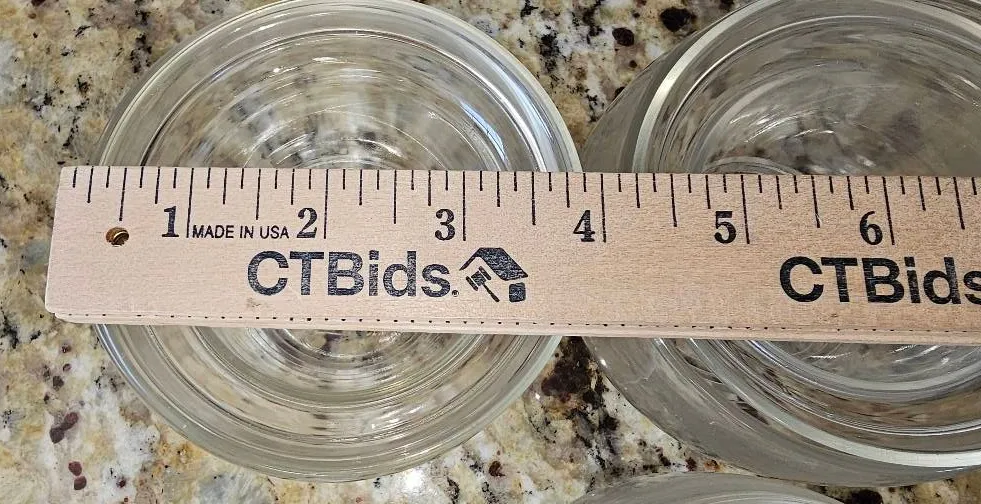 1 MADE IN USA 2 3 4 5 6
CTBids. CTBids